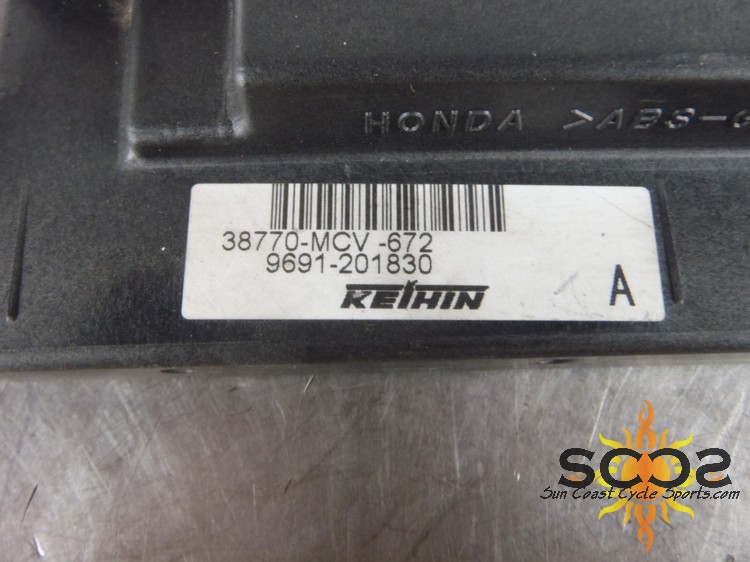 HONDA >ABS-G
38770-MCV -672
9691-201830
KEIHIN
A
SCCS
Sun Coast Cycle Sports.com